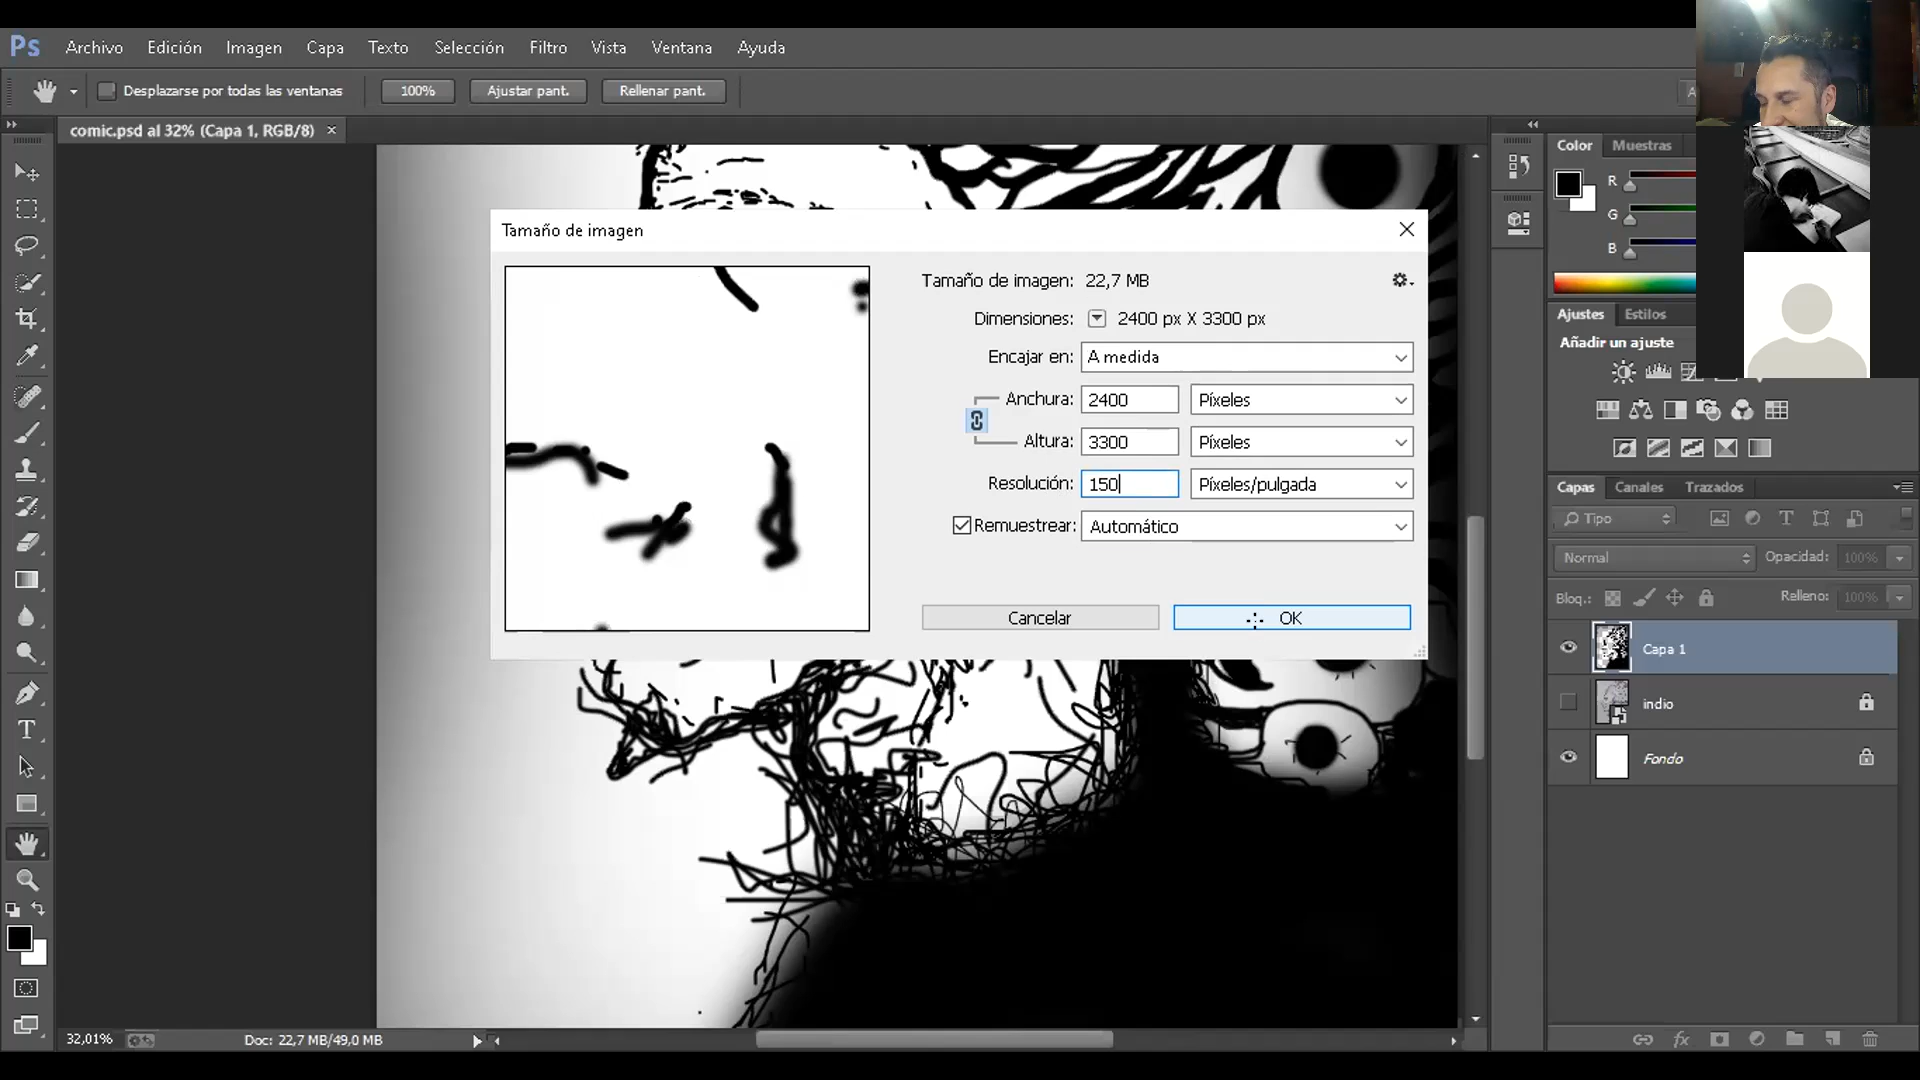 Ps Archivo Edición Imagen Capa Texto Selección Filtro Vista Ventana Ayuda
Desplazarse por todas las ventanas 100% Ajustar pant. Rellenar pant.
comic.psd al 32% (Capa 1, RGB/8) ×
Color Muestras
R
G
B
Tamaño de imagen
Tamaño de imagen: 22,7 MB
Dimensiones: 2400 px X 3300 px
Encajar en: A medida
Anchura: 2400 Píxeles
Altura: 3300 Píxeles
Resolución: 150 Píxeles/pulgada
Remuestrear: Automático
Cancelar OK
Ajustes Estilos
Añadir un ajuste
Capas Canales Trazados
Tipo
Normal Opacidad: 100%
Bloq.: Relleno: 100%
Capa 1
indio
Fondo
32,01% Doc: 22,7 MB/49,0 MB